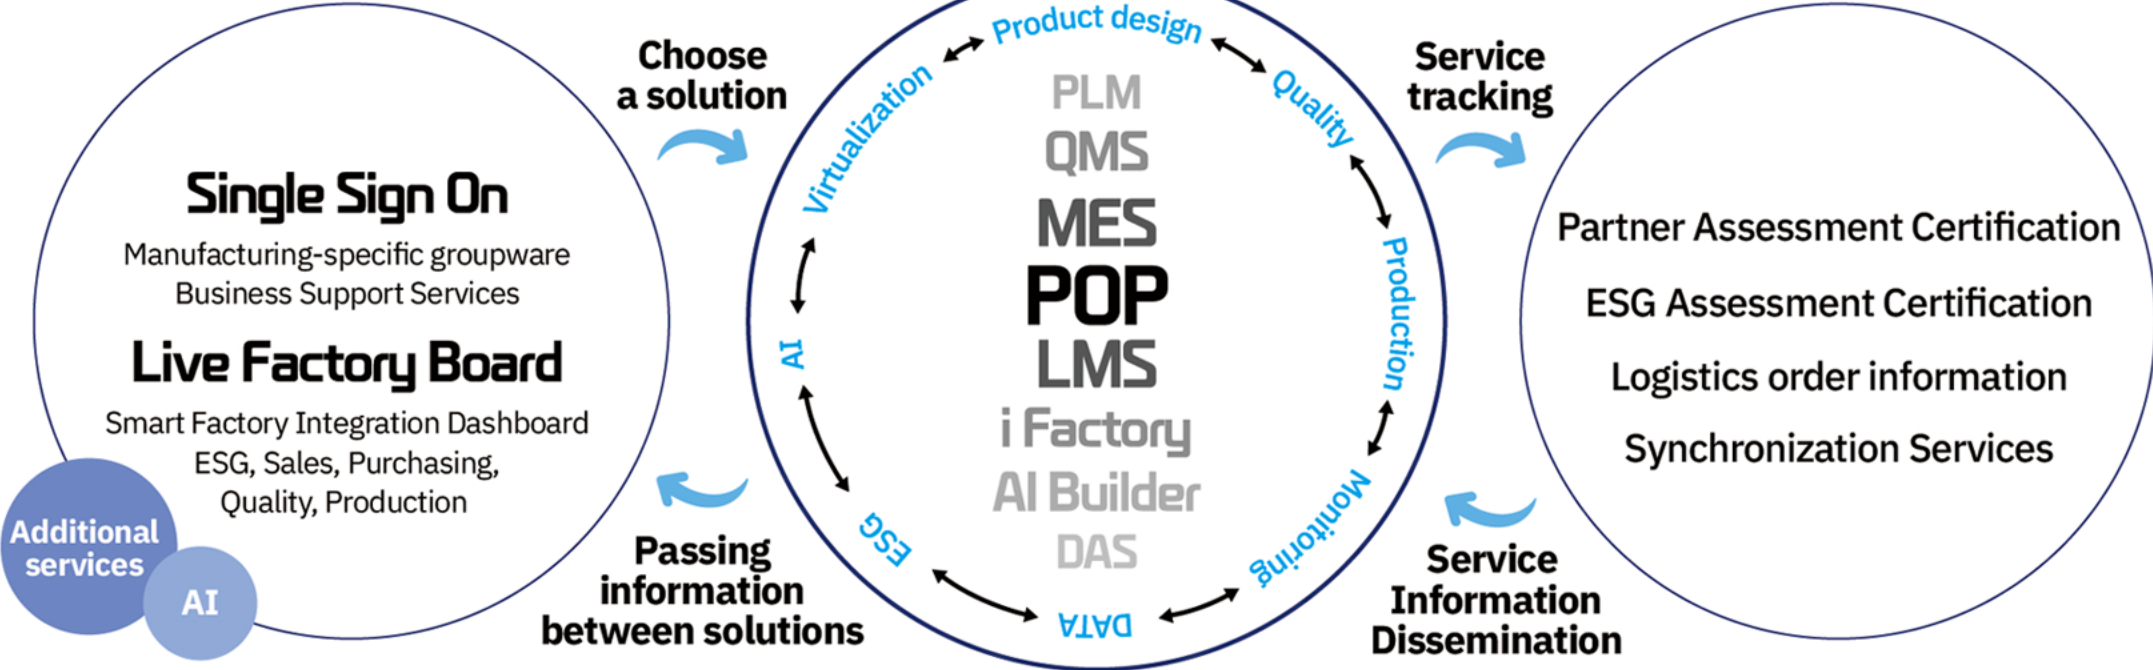 Single Sign On
Manufacturing-specific groupware
Business Support Services
Live Factory Board
Smart Factory Integration Dashboard
ESG, Sales, Purchasing,
Quality, Production
Additional
services
AI
Choose
a solution
Passing
information
between solutions
Product design
Quality
Production
Monitoring
DATA
ESG
AI
Virtualization
PLM
QMS
MES
POP
LMS
i Factory
AI Builder
DAS
Service
tracking
Service
Information
Dissemination
Partner Assessment Certification
ESG Assessment Certification
Logistics order information
Synchronization Services